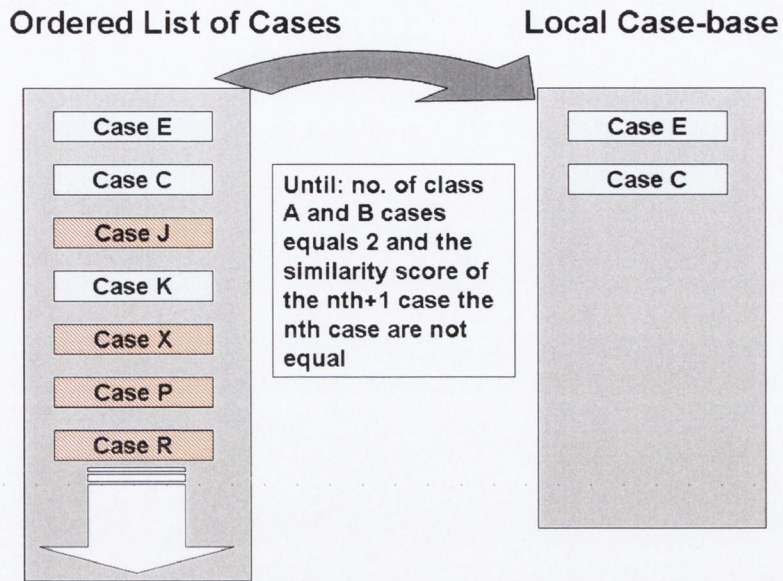 Ordered List of Cases
Local Case-base
Case E
Case C
Case J
Case K
Case X
Case P
Case R
Until: no. of class
A and B cases
equals 2 and the
similarity score of
the nth+1 case the
nth case are not
equal
Case E
Case C